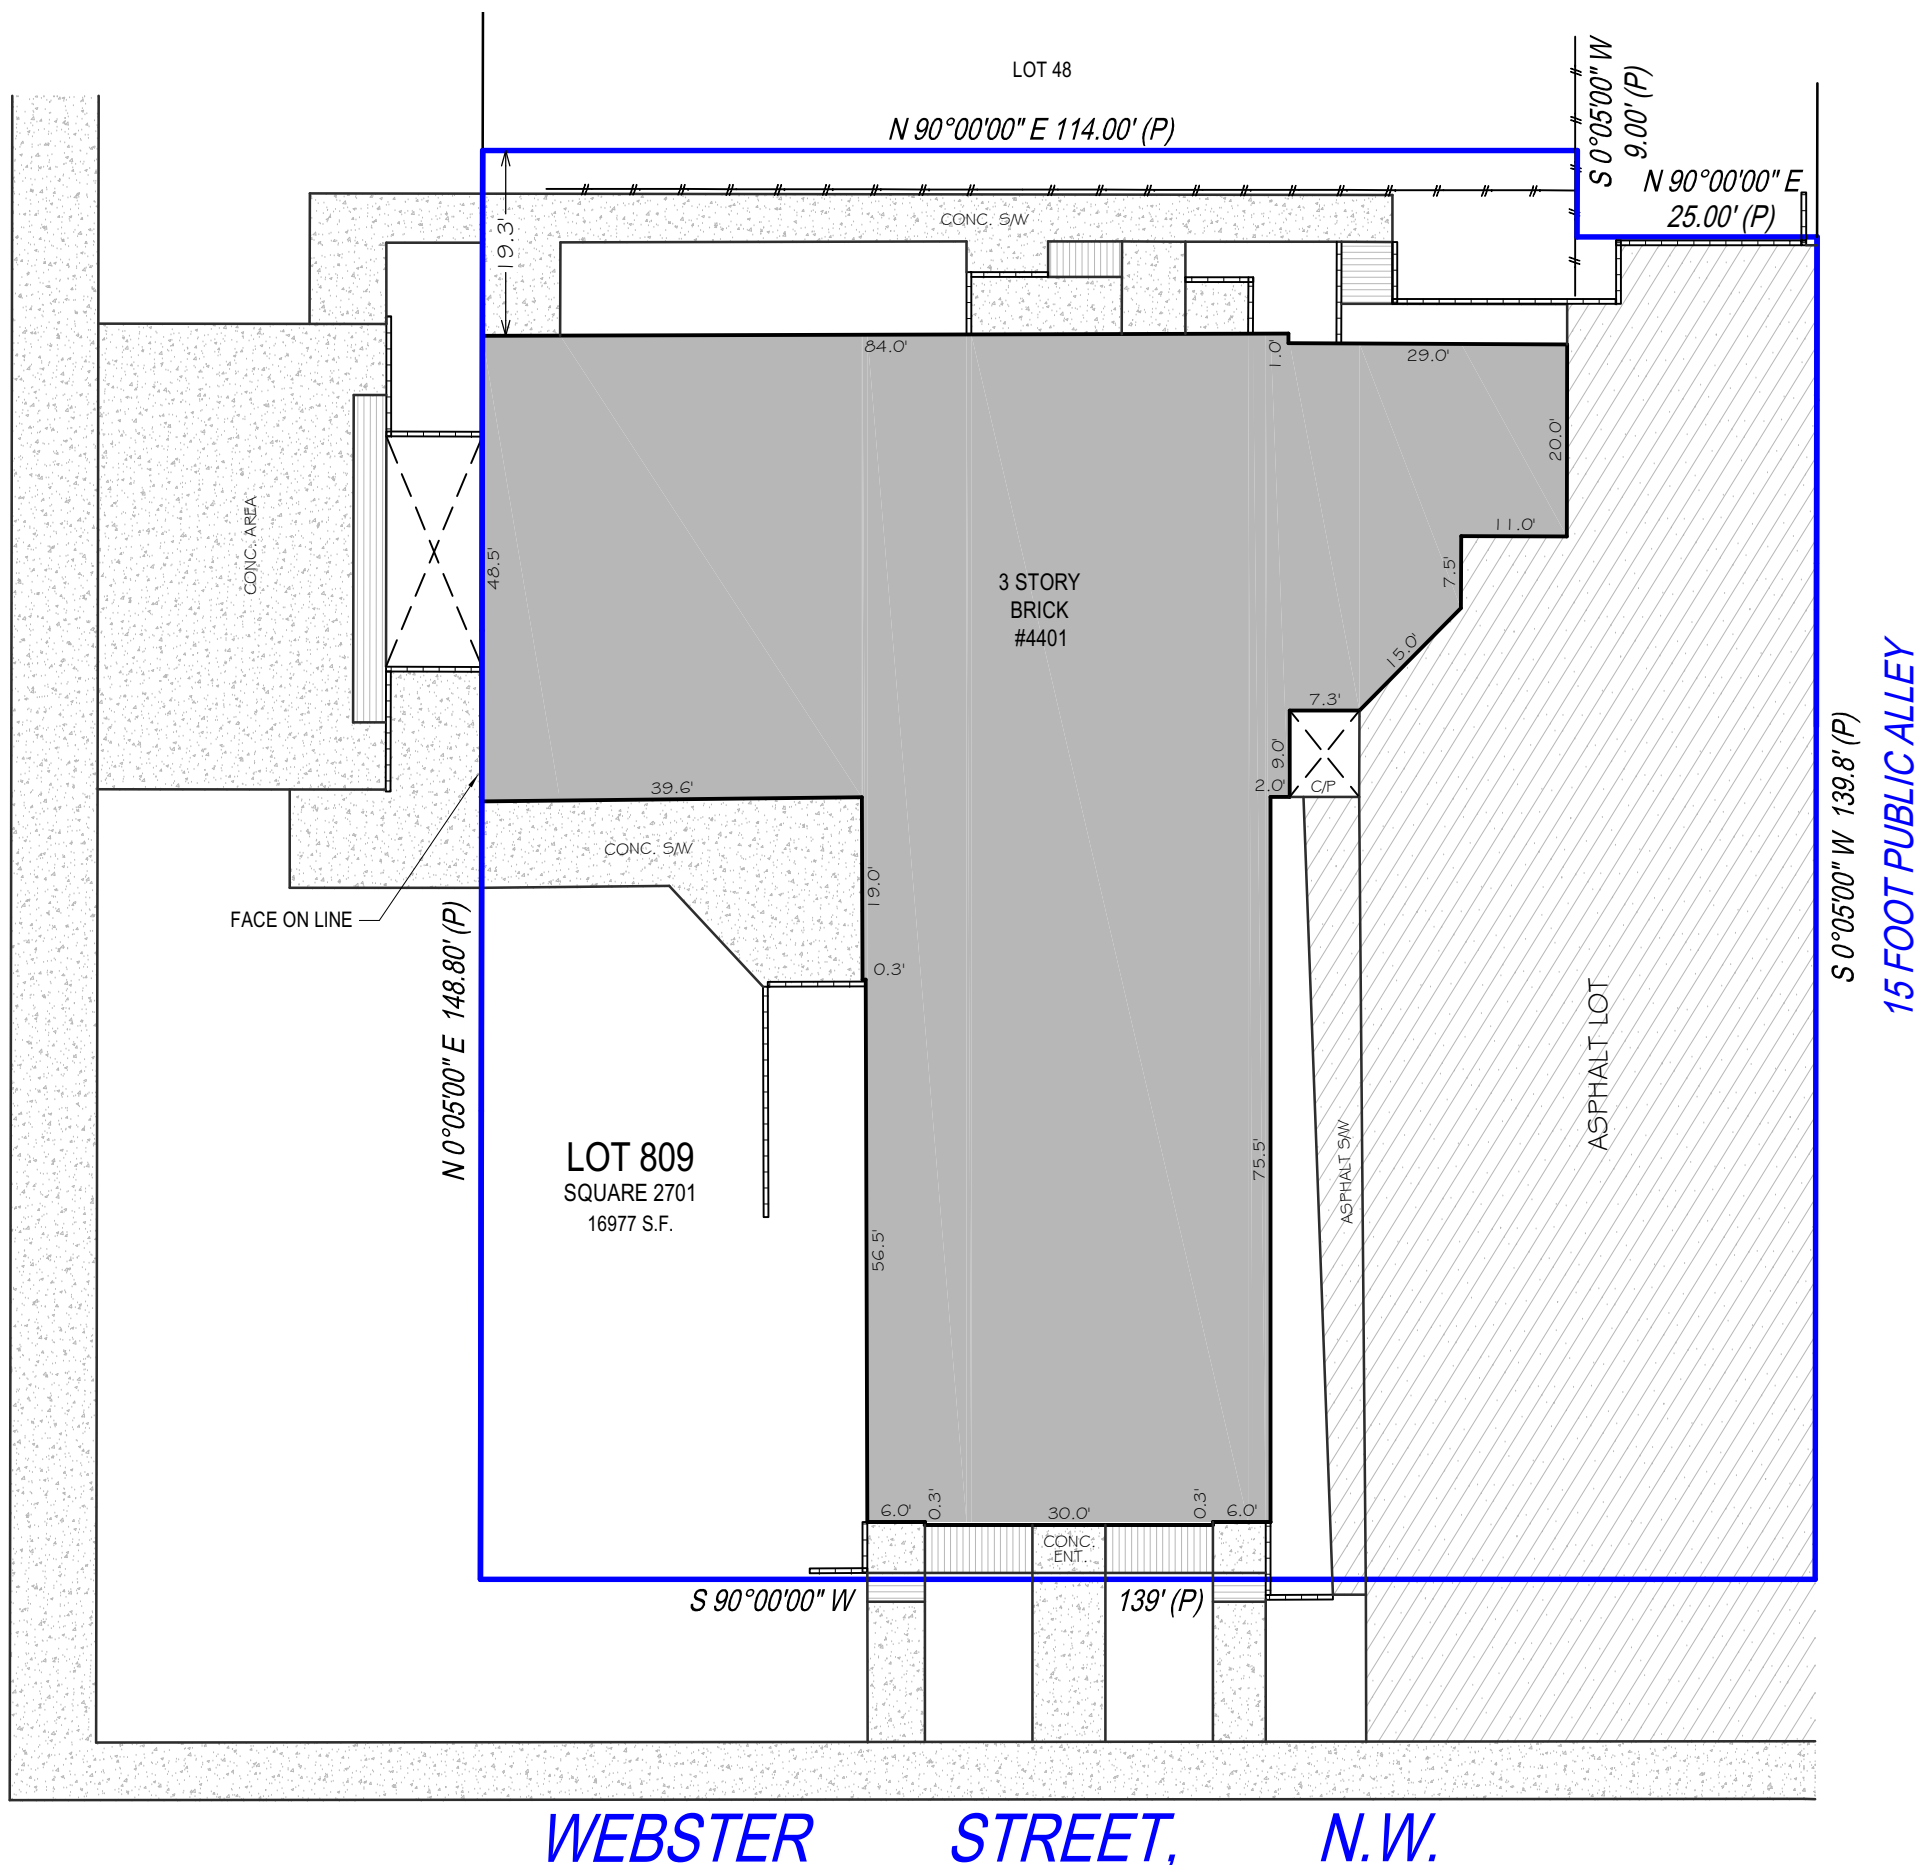 LOT 48
N 90°00'00" E 114.00' (P)
S 0°05'00" W
9.00' (P)
N 90°00'00" E
25.00' (P)
CONC. S/W
19.3'
84.0'
1.0'
29.0'
20.0'
11.0'
7.5'
15.0'
7.3'
9.0'
2.0'
C/P
CONC. AREA
48.5'
3 STORY
BRICK
#4401
39.6'
CONC. S/W
19.0'
0.3'
FACE ON LINE
N 0°05'00" E 148.80' (P)
S 0°05'00" W 139.8' (P)
15 FOOT PUBLIC ALLEY
ASPHALT LOT
LOT 809
SQUARE 2701
16977 S.F.
56.5'
75.5'
ASPHALT S/W
6.0'
0.3'
30.0'
0.3'
6.0'
CONC.
ENT.
S 90°00'00" W 139' (P)
WEBSTER STREET, N.W.